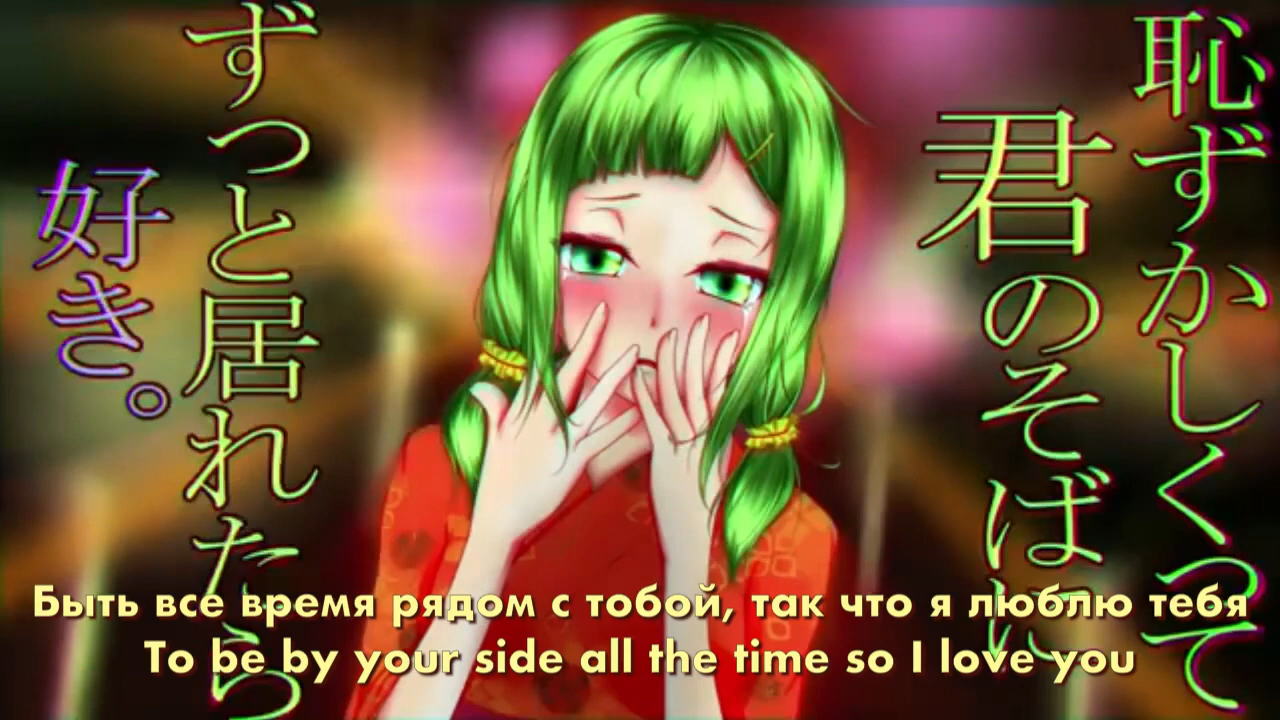 恥ずかしくって
君のそばに
ずっと居れたら
好き。
Быть все время рядом с тобой, так что я люблю тебя
To be by your side all the time so I love you